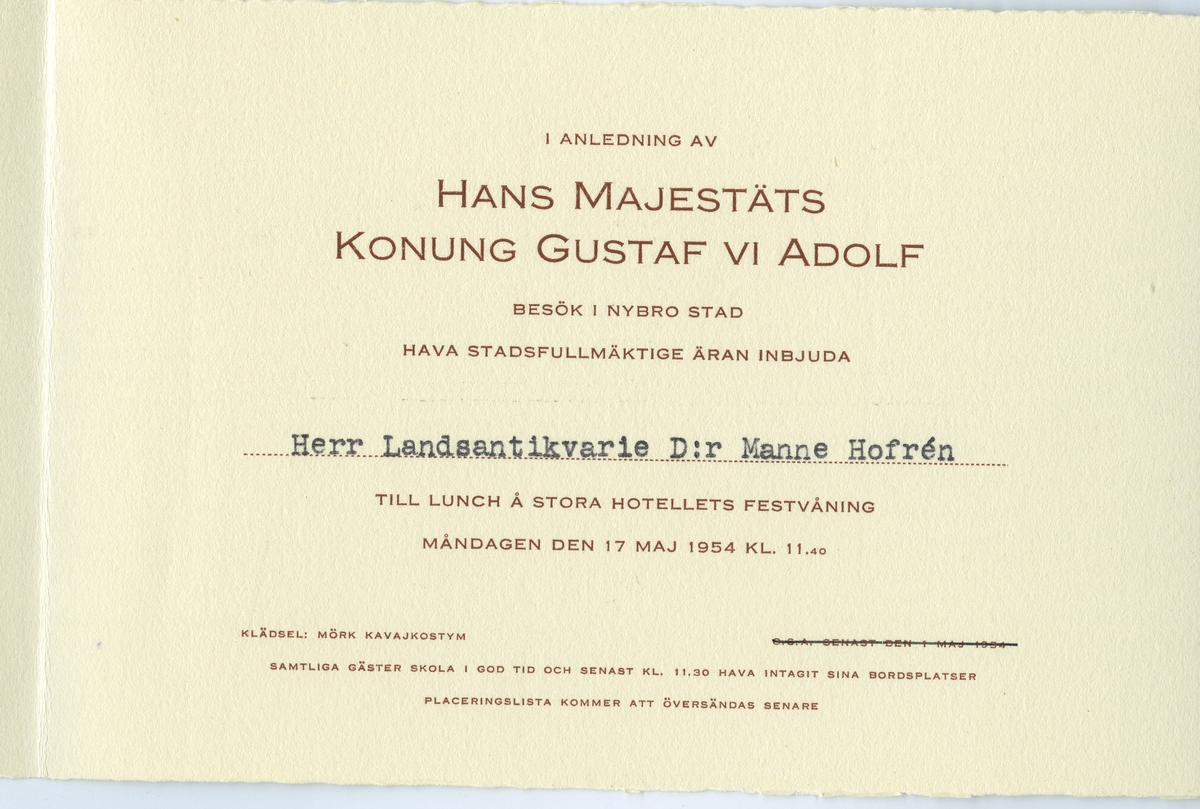 I ANLEDNING AV
HANS MAJESTÄTS
KONUNG GUSTAF VI ADOLF
BESÖK I NYBRO STAD
HAVA STADSFULLMÄKTIGE ÄRAN INBJUDA
Herr Landsantikvarie D:r Manne Hofrén
TILL LUNCH Å STORA HOTELLETS FESTVÅNING
MÅNDAGEN DEN 17 MAJ 1954 KL. 11.40
KLÄDSEL: MÖRK KAVAJKOSTYM
O.S.A. SENAST DEN 1 MAJ 1954
SAMTLIGA GÄSTER SKOLA I GOD TID OCH SENAST KL. 11.30 HAVA INTAGIT SINA BORDSPLATSER
PLACERINGSLISTA KOMMER ATT ÖVERSÄNDAS SENARE